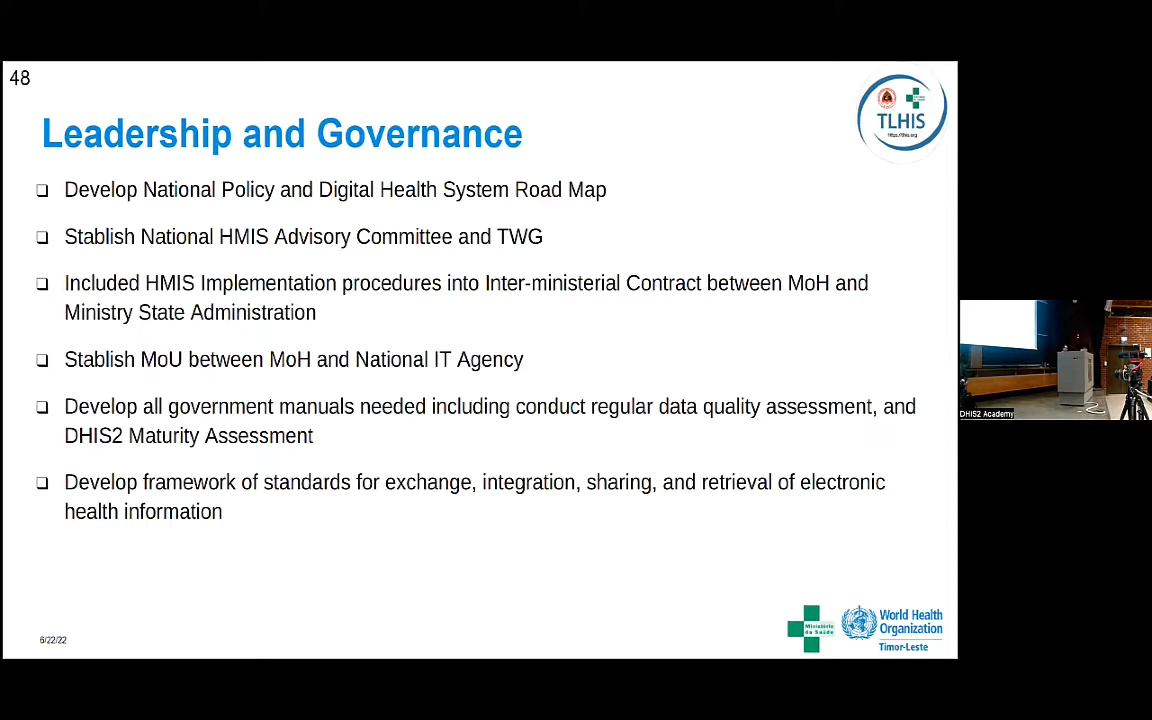 48
TLHIS
Leadership and Governance
❑ Develop National Policy and Digital Health System Road Map
❑ Stablish National HMIS Advisory Committee and TWG
❑ Included HMIS Implementation procedures into Inter-ministerial Contract between MoH and
Ministry State Administration
❑ Stablish MoU between MoH and National IT Agency
❑ Develop all government manuals needed including conduct regular data quality assessment, and
DHIS2 Maturity Assessment
❑ Develop framework of standards for exchange, integration, sharing, and retrieval of electronic
health information
DHIS2 Academy
6/22/22
Ministério
da Saúde
World Health
Organization
Timor-Leste